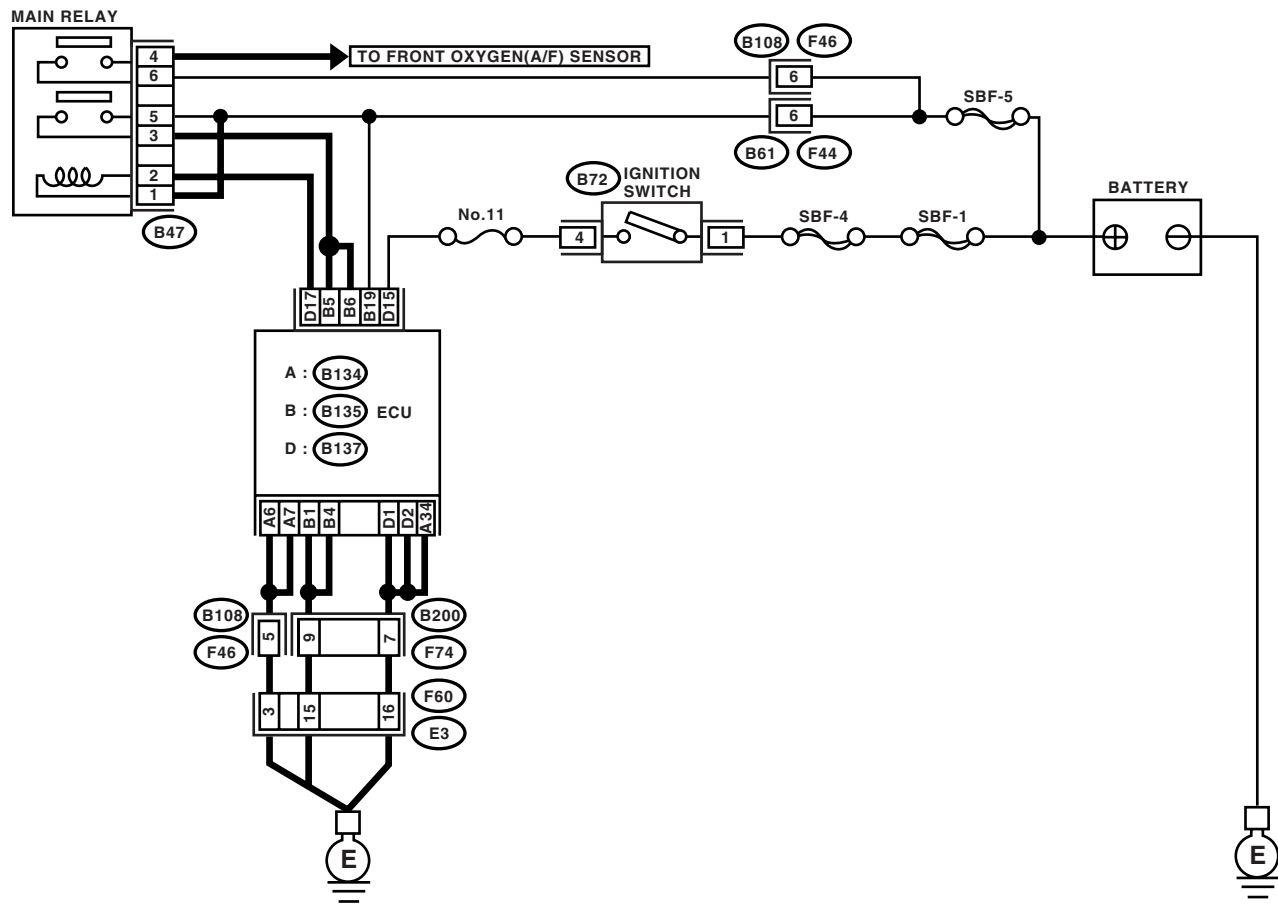 MAIN RELAY
4
6
5
3
2
1
B47
TO FRONT OXYGEN(A/F) SENSOR
B108
F46
6
6
B61
F44
SBF-5
B72
IGNITION
SWITCH
No.11
4
1
SBF-4
SBF-1
BATTERY
D17
B5
B6
B19
D15
A : B134
B : B135 ECU
D : B137
A6
A7
B1
B4
D1
D2
A34
B108
F46
5
9
7
B200
F74
3
15
16
F60
E3
E
E